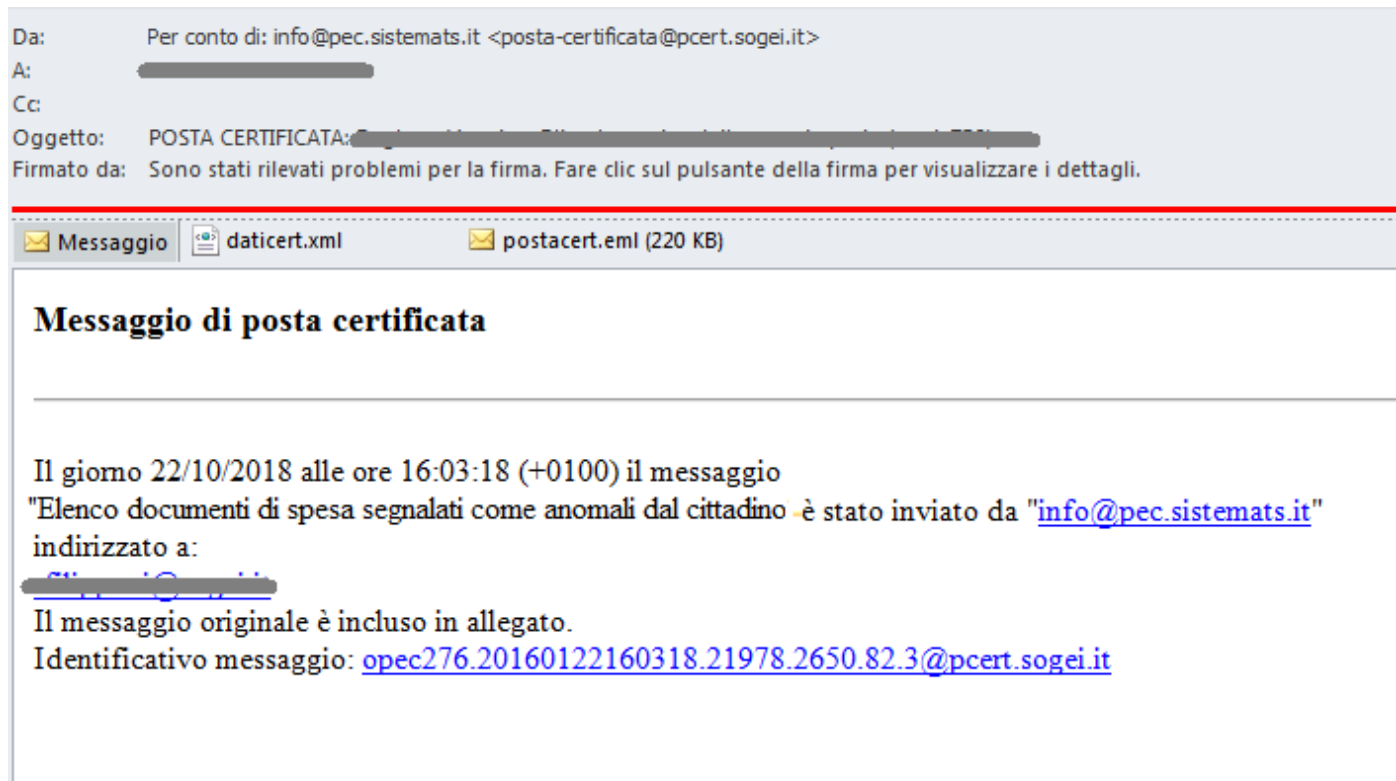 Da: Per conto di: info@pec.sistemats.it <posta-certificata@pcert.sogei.it>
A:
Cc:
Oggetto: POSTA CERTIFICATA:
Firmato da: Sono stati rilevati problemi per la firma. Fare clic sul pulsante della firma per visualizzare i dettagli.
Messaggio daticert.xml postacert.eml (220 KB)
Messaggio di posta certificata
Il giorno 22/10/2018 alle ore 16:03:18 (+0100) il messaggio
"Elenco documenti di spesa segnalati come anomali dal cittadino è stato inviato da "info@pec.sistemats.it"
indirizzato a:
Il messaggio originale è incluso in allegato.
Identificativo messaggio: opec276.20160122160318.21978.2650.82.3@pcert.sogei.it